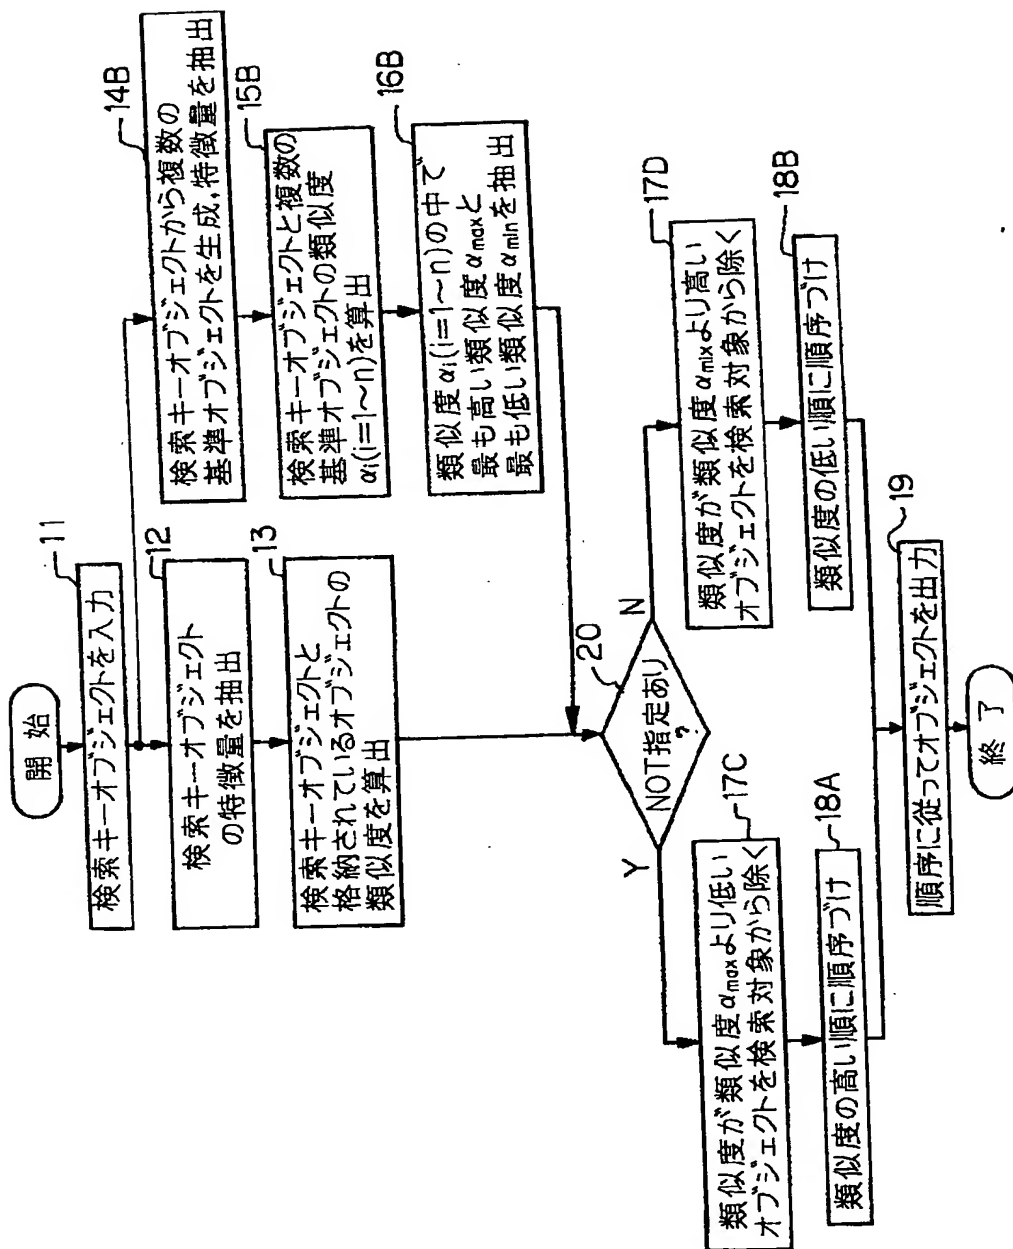 開始
11
検索キーオブジェクトを入力
12
検索キーオブジェクト
の特徴量を抽出
13
検索キーオブジェクトと
格納されているオブジェクトの
類似度を算出
14B
検索キーオブジェクトから複数の
基準オブジェクトを生成,特徴量を抽出
15B
検索キーオブジェクトと複数の
基準オブジェクトの類似度
αi(i=1~n)を算出
16B
類似度αi(i=1~n)の中で
最も高い類似度αmaxと
最も低い類似度αminを抽出
20
NOT指定あり
?
Y
N
17C
類似度が類似度αmaxより低い
オブジェクトを検索対象から除く
18A
類似度の高い順に順序づけ
17D
類似度が類似度αmixより高い
オブジェクトを検索対象から除く
18B
類似度の低い順に順序づけ
19
順序に従ってオブジェクトを出力
終了